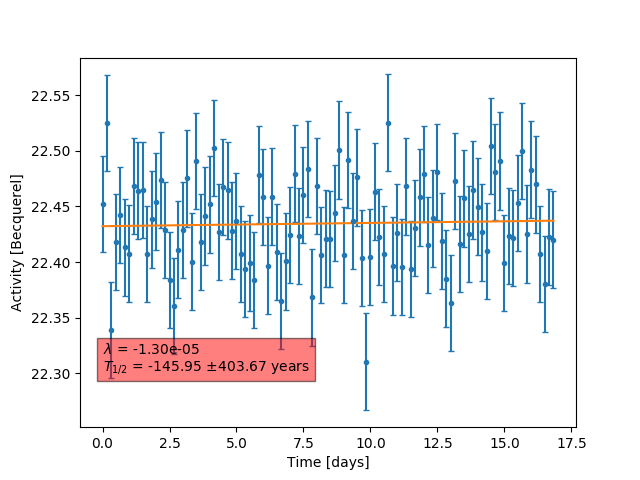 22.55
22.50
22.45
22.40
22.35
22.30
Activity [Becquerel]
λ = -1.30e-05
T1/2 = -145.95 ±403.67 years
0.0 2.5 5.0 7.5 10.0 12.5 15.0 17.5
Time [days]